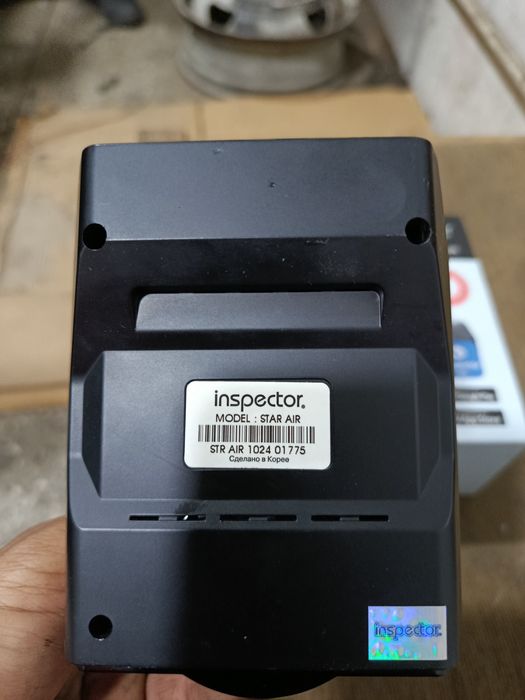 inspector.
MODEL : STAR AIR
STR AIR 1024 01775
Сделано в Корее
inspector.